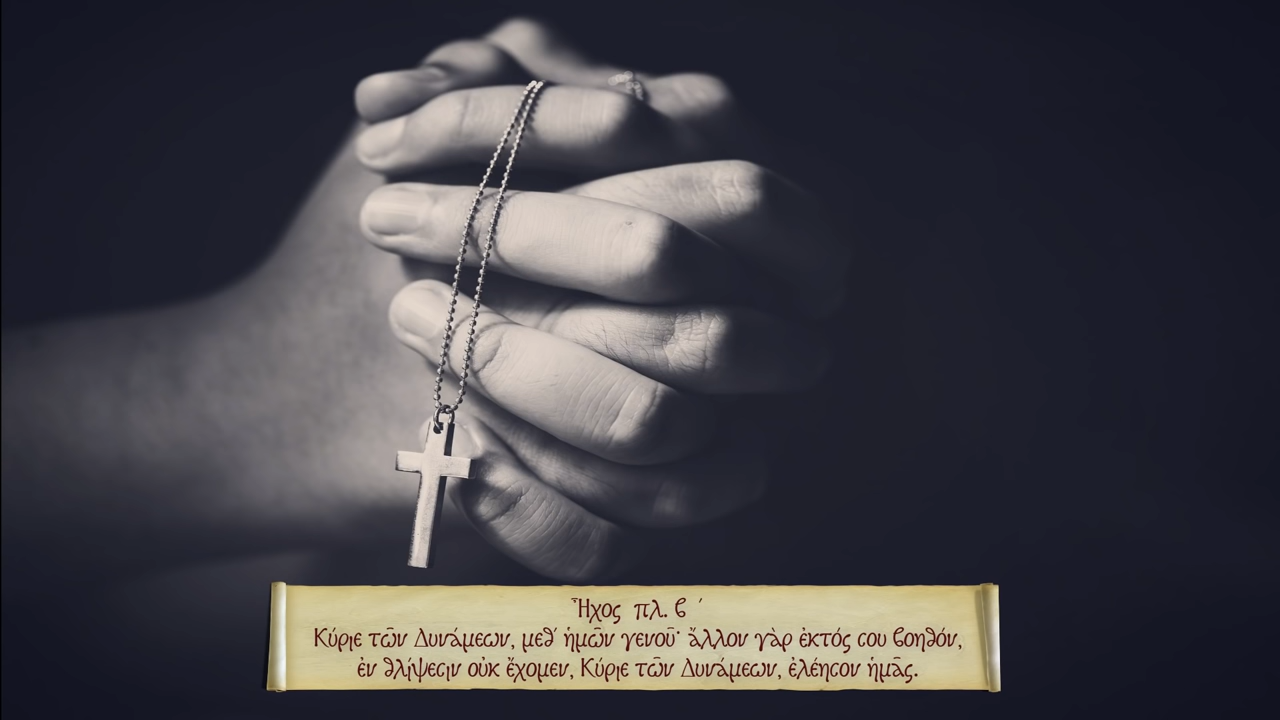 Ἦχος πλ. β ́
Κύριε τῶν Δυνάμεων, μεθ᾽ ἡμῶν γενοῦ· ἄλλον γὰρ ἐκτός σου βοηθόν,
ἐν θλίψεσιν οὐκ ἔχομεν, Κύριε τῶν Δυνάμεων, ἐλέησον ἡμᾶς.